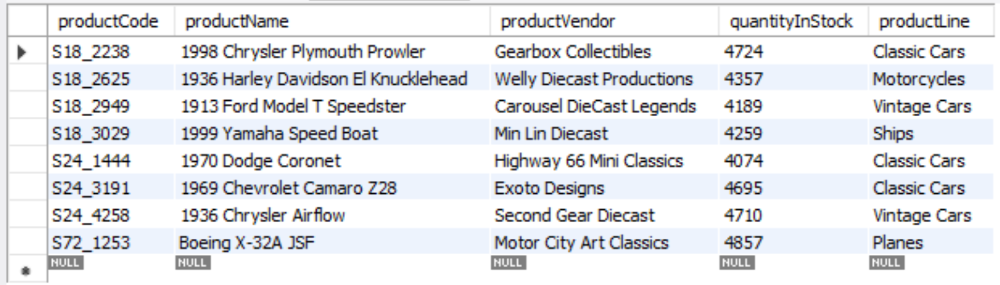 productCode productName productVendor quantityInStock productLine
S18_2238 1998 Chrysler Plymouth Prowler Gearbox Collectibles 4724 Classic Cars
S18_2625 1936 Harley Davidson El Knucklehead Welly Diecast Productions 4357 Motorcycles
S18_2949 1913 Ford Model T Speedster Carousel DieCast Legends 4189 Vintage Cars
S18_3029 1999 Yamaha Speed Boat Min Lin Diecast 4259 Ships
S24_1444 1970 Dodge Coronet Highway 66 Mini Classics 4074 Classic Cars
S24_3191 1969 Chevrolet Camaro Z28 Exoto Designs 4695 Classic Cars
S24_4258 1936 Chrysler Airflow Second Gear Diecast 4710 Vintage Cars
S72_1253 Boeing X-32A JSF Motor City Art Classics 4857 Planes
NULL NULL NULL NULL NULL